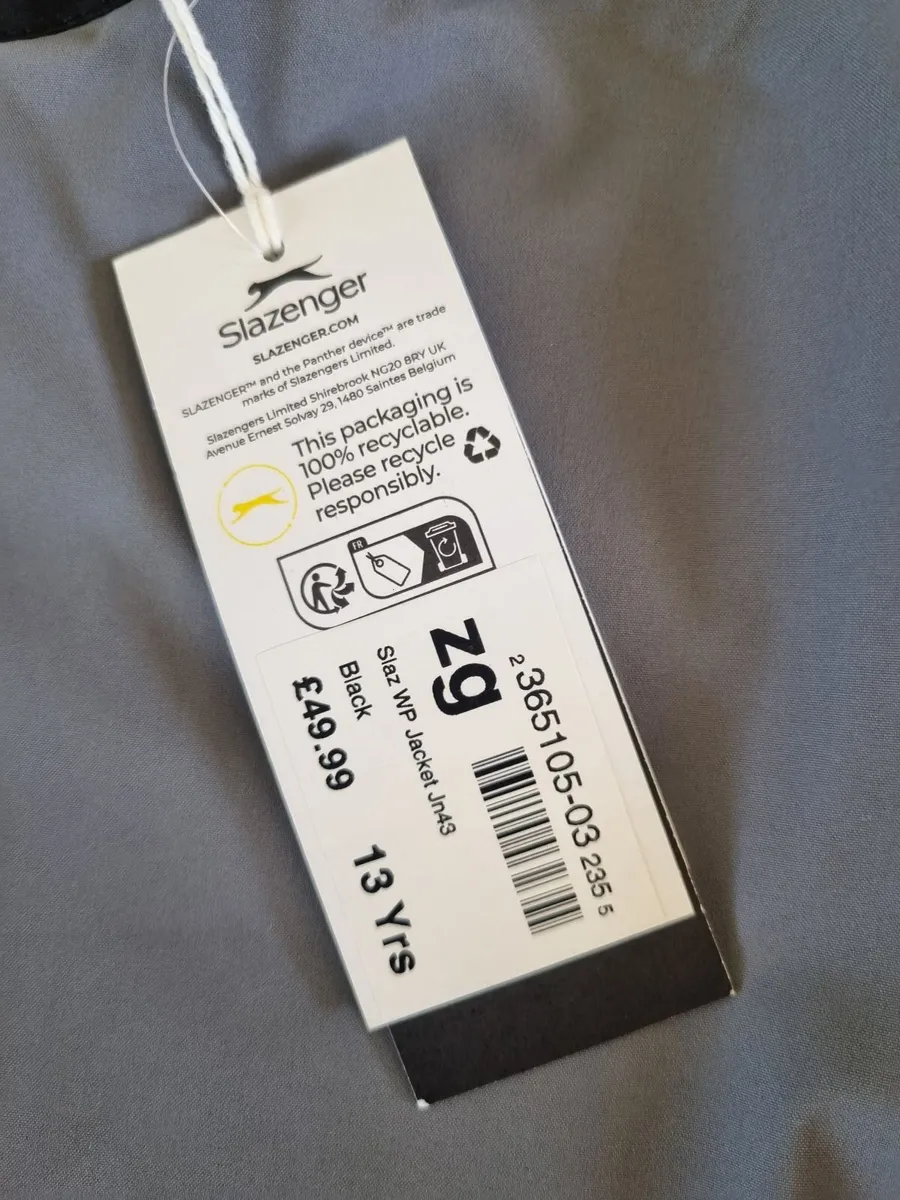 Slazenger
SLAZENGER.COM
SLAZENGER™ and the Panther device™ are trade
marks of Slazengers Limited.
Slazengers Limited Shirebrook NG20 8RY UK
Avenue Ernest Solvay 29, 1480 Saintes Belgium
This packaging is
100% recyclable.
Please recycle
responsibly.
FR
2 365105-03 235 5
zg
Slaz WP Jacket Jn43
Black
£49.99 13 Yrs